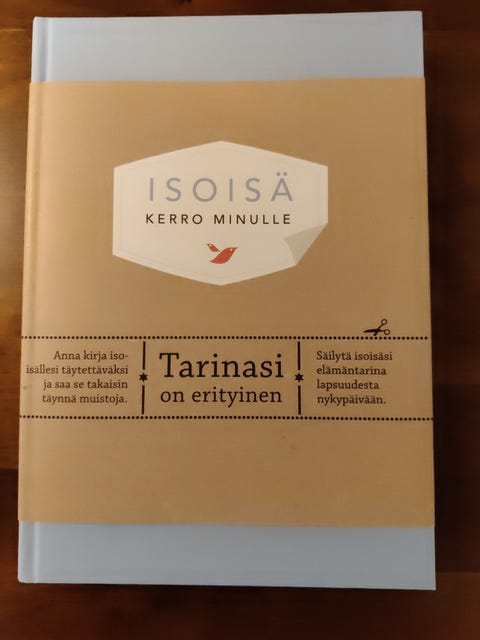 ISOISÄ
KERRO MINULLE
Anna kirja iso-
isällesi täytettäväksi
ja saa se takaisin
täynnä muistoja.
Tarinasi
on erityinen
Säilytä isoisäsi
elämäntarina
lapsuudesta
nykypäivään.